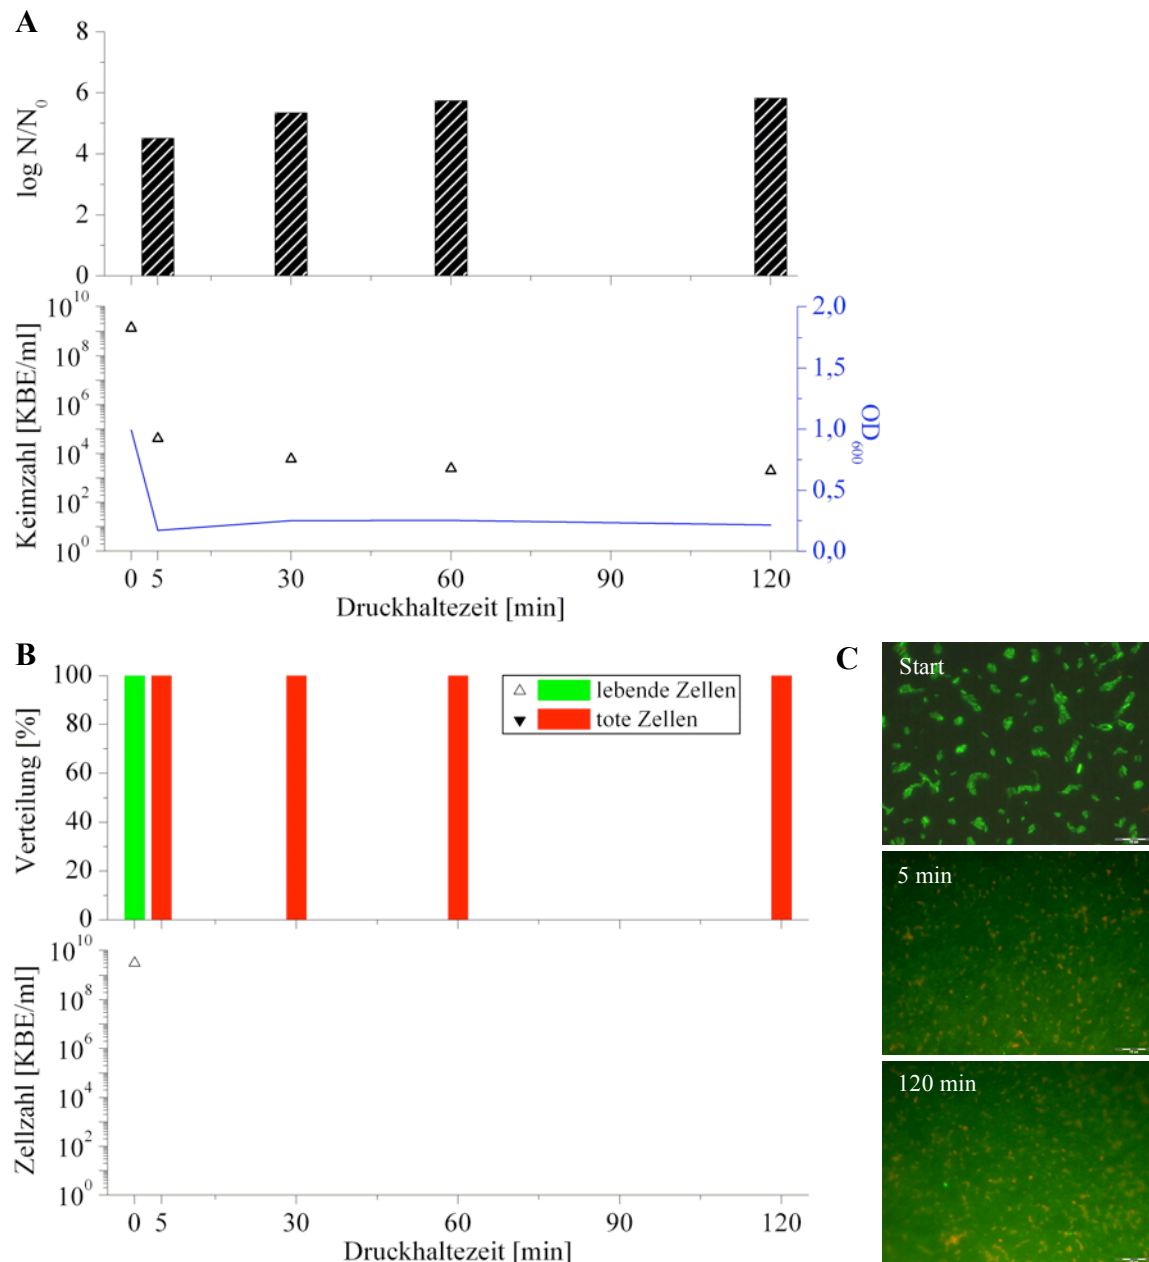 A
8
6
4
2
0
log N/N0
10^10
10^8
10^6
10^4
10^2
10^0
Keimzahl [KBE/ml]
2,0
1,5
1,0
0,5
0,0
OD600
0 5 30 60 90 120
Druckhaltezeit [min]
B
100
80
60
40
20
0
Verteilung [%]
lebende Zellen
tote Zellen
10^10
10^8
10^6
10^4
10^2
10^0
Zellzahl [KBE/ml]
0 5 30 60 90 120
Druckhaltezeit [min]
C
Start
5 min
120 min